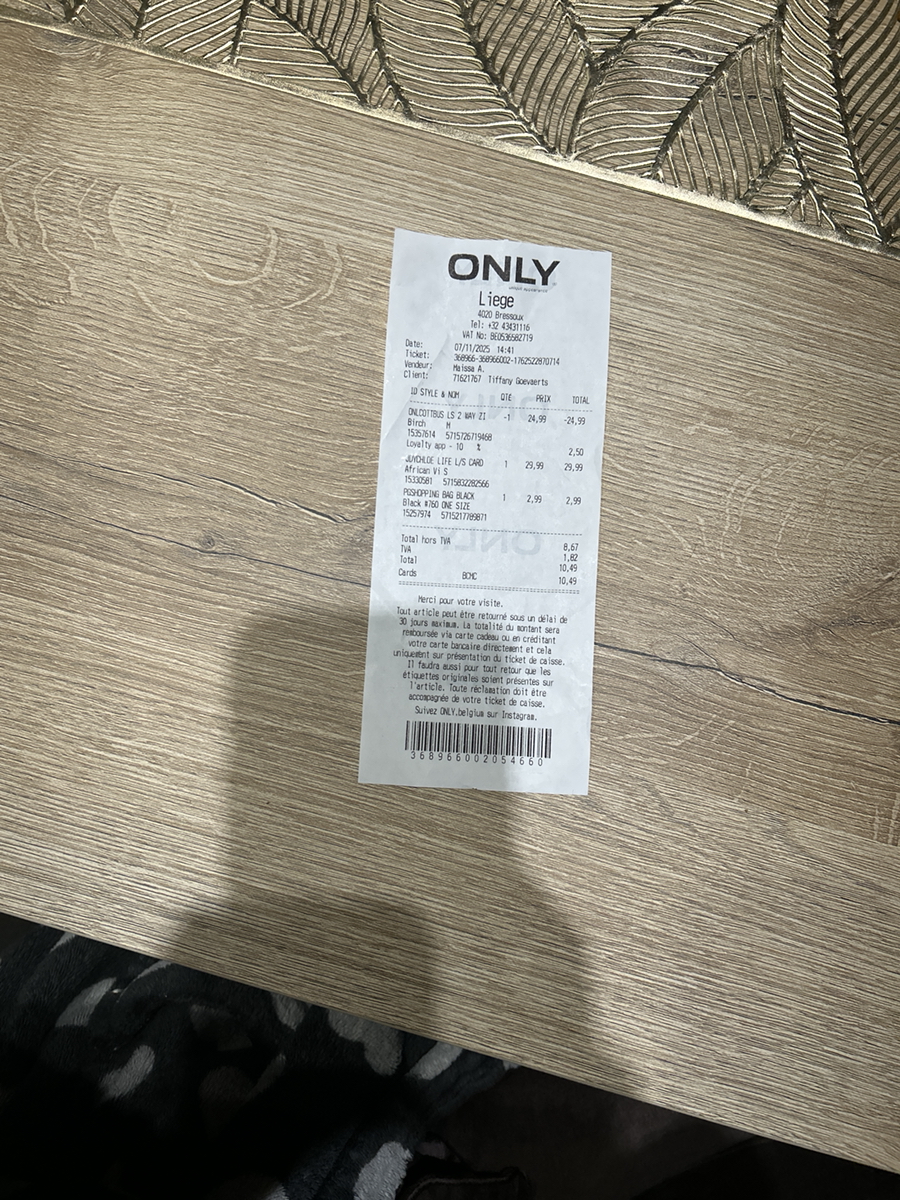 ONLY
Liege
4020 Bressoux
Tel: +32 43431116
VAT No: BE0536582719
Date: 07/11/2025 14:41
Ticket: 368966-368966002-1762522870714
Vendeur: Maissa A.
Client: 71621767 Tiffany Goevaerts
ID STYLE & NOM QTÉ PRIX TOTAL
ONLCOTTBUS LS 2 WAY ZI -1 24,99 -24,99
Birch M
15357614 5715726719468
Loyalty app - 10 % 2,50
JUYCHLOE LIFE L/S CARD 1 29,99 29,99
African Vi S
15330581 5715832282566
PGSHOPPING BAG BLACK 1 2,99 2,99
Black #760 ONE SIZE
15257974 5715217789871
Total hors TVA 8,67
TVA 1,82
Total 10,49
Cards BCMC 10,49
Merci pour votre visite.
Tout article peut être retourné sous un délai de
30 jours maximum. La totalité du montant sera
remboursée via carte cadeau ou en créditant
votre carte bancaire directement et cela
uniquement sur présentation du ticket de caisse.
Il faudra aussi pour tout retour que les
étiquettes originales soient présentes sur
l'article. Toute réclamation doit être
accompagnée de votre ticket de caisse.
Suivez ONLY.belgium sur Instagram.
368966002054660